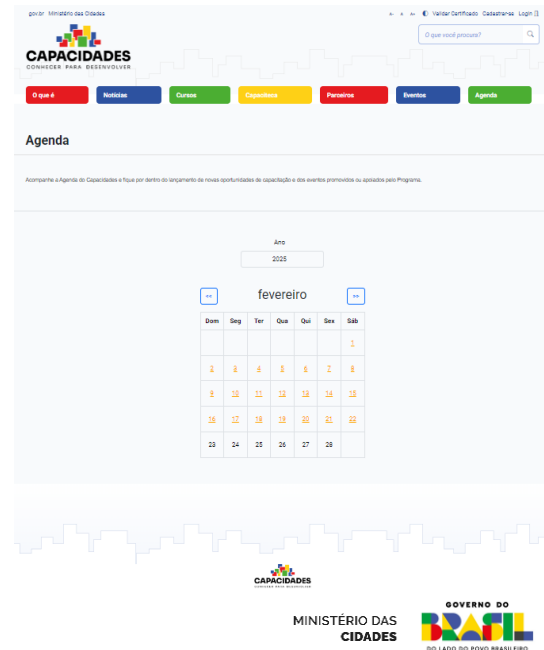 gov.br Ministério das Cidades
A- A A+ Validar Certificado Cadastre-se Login
CAPACIDADES
CONHECER PARA DESENVOLVER
O que você procura?
O que é Notícias Cursos Capacoteca Parceiros Eventos Agenda
Agenda
Acompanhe a Agenda do Capacidades e fique por dentro do lançamento de novas oportunidades de capacitação e dos eventos promovidos ou apoiados pelo Programa.
Ano
2025
<< fevereiro >>
Dom Seg Ter Qua Qui Sex Sáb
1
2 3 4 5 6 7 8
9 10 11 12 13 14 15
16 17 18 19 20 21 22
23 24 25 26 27 28
CAPACIDADES
CONHECER PARA DESENVOLVER
MINISTÉRIO DAS
CIDADES
GOVERNO DO
BRASIL
DO LADO DO POVO BRASILEIRO